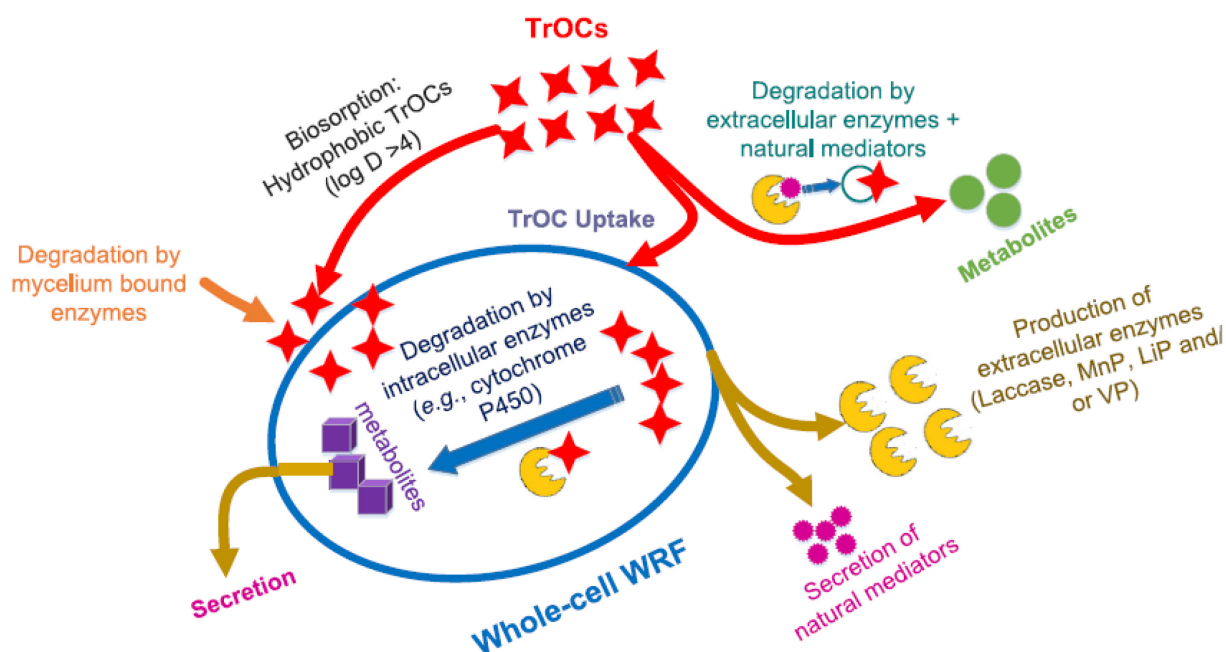 TrOCs
Biosorption:
Hydrophobic TrOCs
(log D >4)
Degradation by
extracellular enzymes +
natural mediators
Metabolites
TrOC Uptake
Degradation by
mycelium bound
enzymes
Degradation by
intracellular enzymes
(e.g., cytochrome
P450)
metabolites
Production of
extracellular enzymes
(Laccase, MnP, LiP and/
or VP)
Secretion
Whole-cell WRF
Secretion of
natural mediators